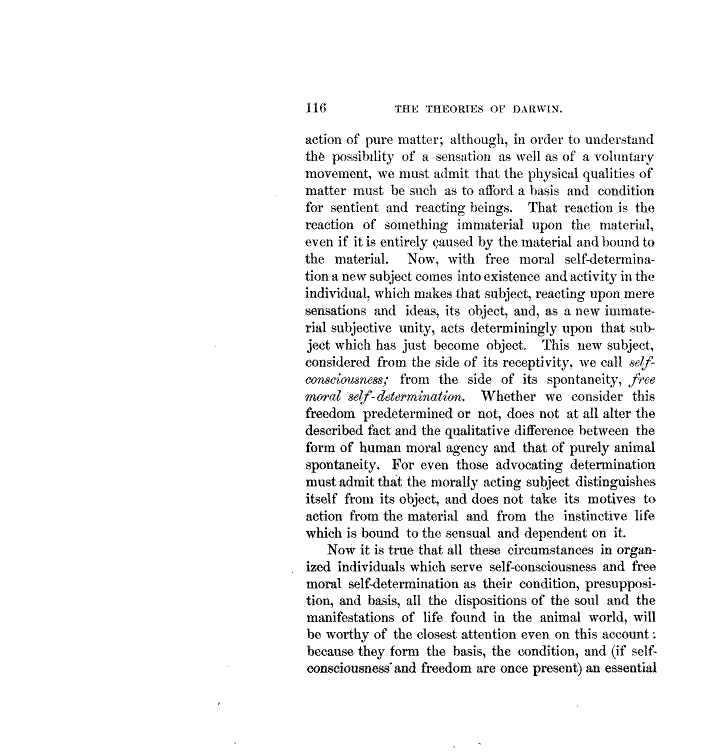 116 THE THEORIES OF DARWIN.
action of pure matter; although, in order to understand
the possibility of a sensation as well as of a voluntary
movement, we must admit that the physical qualities of
matter must be such as to afford a basis and condition
for sentient and reacting beings. That reaction is the
reaction of something immaterial upon the material,
even if it is entirely caused by the material and bound to
the material. Now, with free moral self-determina-
tion a new subject comes into existence and activity in the
individual, which makes that subject, reacting upon mere
sensations and ideas, its object, and, as a new immate-
rial subjective unity, acts determiningly upon that sub-
ject which has just become object. This new subject,
considered from the side of its receptivity, we call self-
consciousness; from the side of its spontaneity, free
moral self-determination. Whether we consider this
freedom predetermined or not, does not at all alter the
described fact and the qualitative difference between the
form of human moral agency and that of purely animal
spontaneity. For even those advocating determination
must admit that the morally acting subject distinguishes
itself from its object, and does not take its motives to
action from the material and from the instinctive life
which is bound to the sensual and dependent on it.
Now it is true that all these circumstances in organ-
ized individuals which serve self-consciousness and free
moral self-determination as their condition, presupposi-
tion, and basis, all the dispositions of the soul and the
manifestations of life found in the animal world, will
be worthy of the closest attention even on this account:
because they form the basis, the condition, and (if self-
consciousness and freedom are once present) an essential